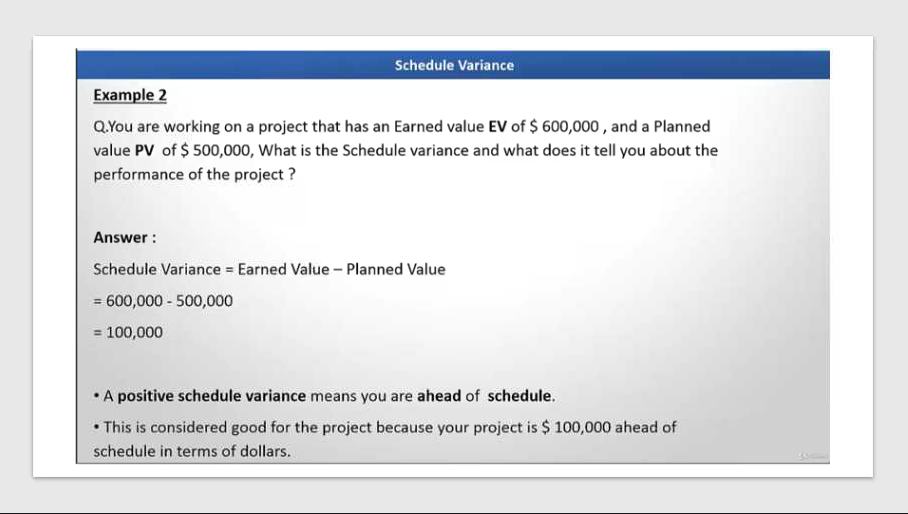 Schedule Variance
Example 2
Q.You are working on a project that has an Earned value EV of $ 600,000 , and a Planned
value PV of $ 500,000, What is the Schedule variance and what does it tell you about the
performance of the project ?
Answer :
Schedule Variance = Earned Value – Planned Value
= 600,000 - 500,000
= 100,000
• A positive schedule variance means you are ahead of schedule.
• This is considered good for the project because your project is $ 100,000 ahead of
schedule in terms of dollars.